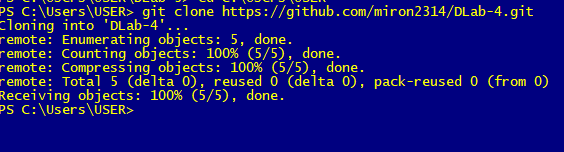 PS C:\Users\USER> git clone https://github.com/miron2314/DLab-4.git
Cloning into 'DLab-4'...
remote: Enumerating objects: 5, done.
remote: Counting objects: 100% (5/5), done.
remote: Compressing objects: 100% (5/5), done.
remote: Total 5 (delta 0), reused 0 (delta 0), pack-reused 0 (from 0)
Receiving objects: 100% (5/5), done.
PS C:\Users\USER>